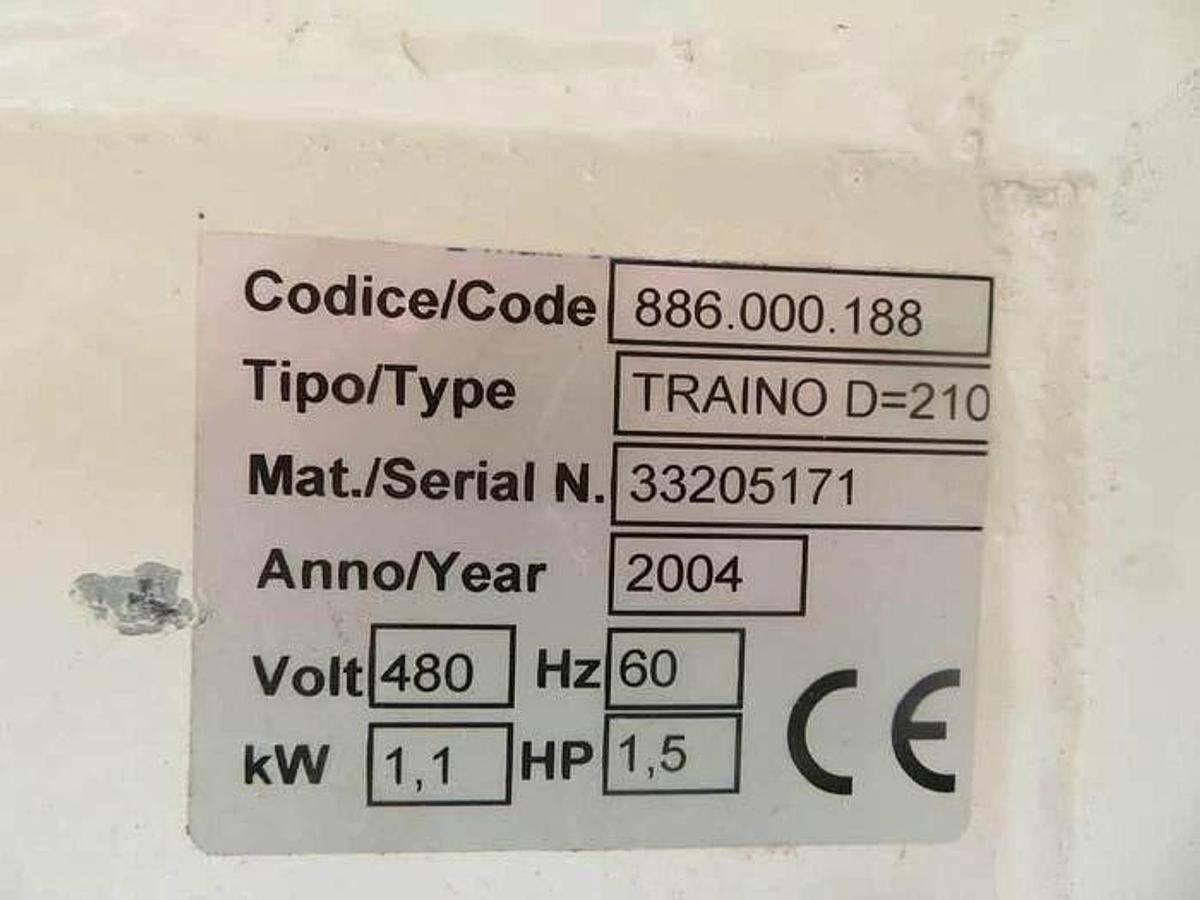 Codice/Code 886.000.188
Tipo/Type TRAINO D=210
Mat./Serial N. 33205171
Anno/Year 2004
Volt 480 Hz 60
kW 1,1 HP 1,5
CE